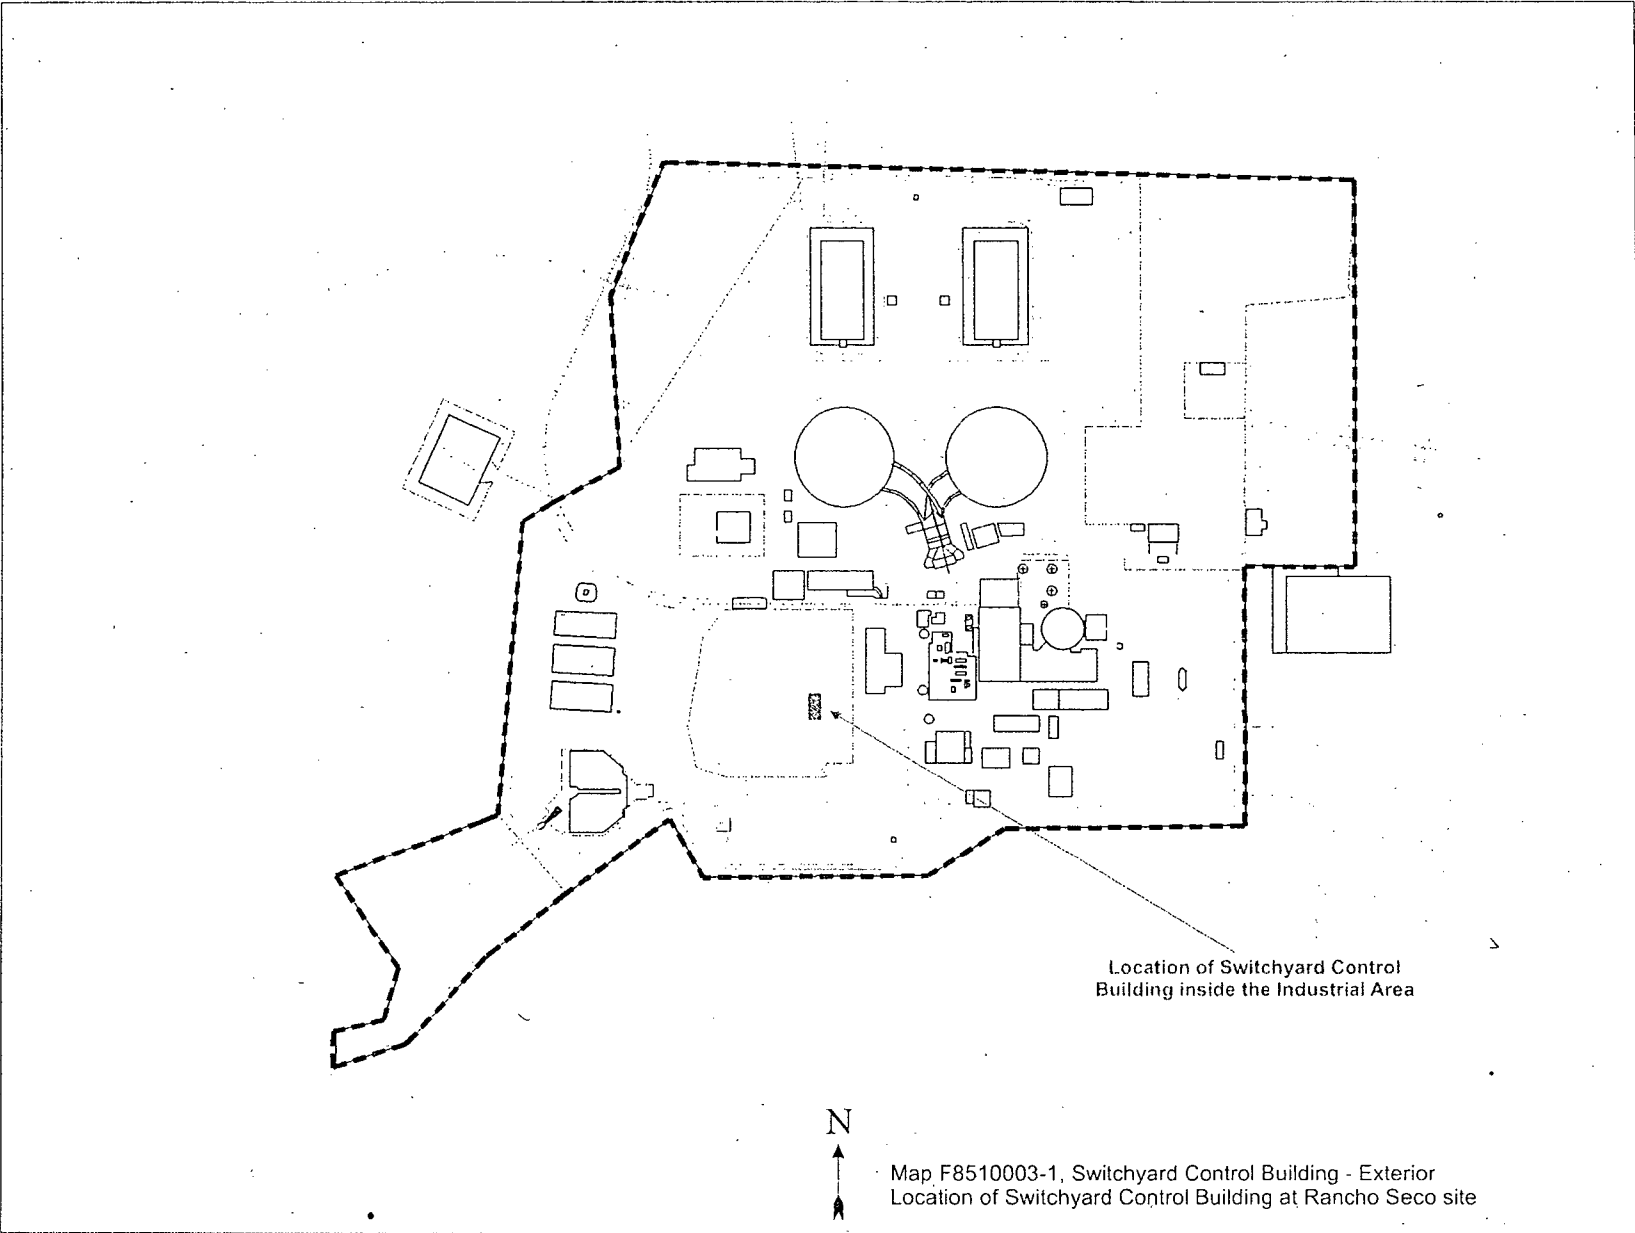 Location of Switchyard Control
Building inside the Industrial Area
N
Map F8510003-1, Switchyard Control Building - Exterior
Location of Switchyard Control Building at Rancho Seco site